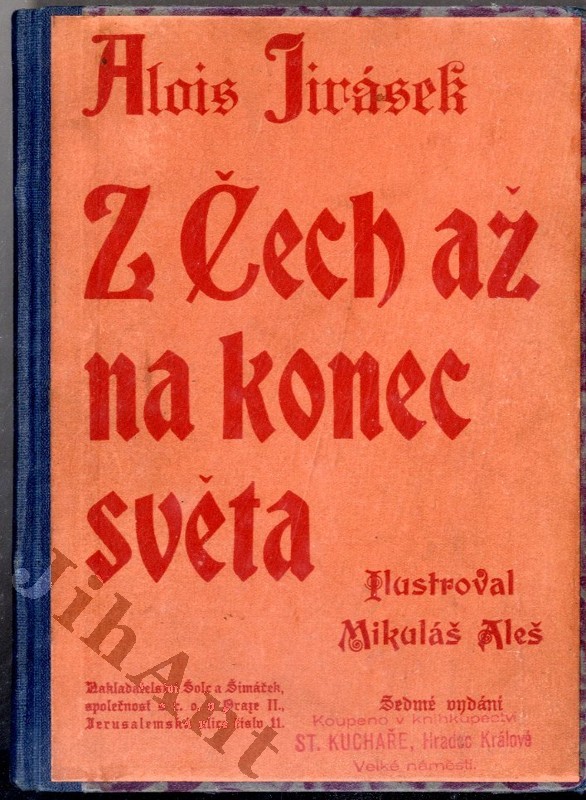 Alois Jirásek
Z Čech až
na konec
světa
Ilustroval
Mikuláš Aleš
Nakladatelství Šolc a Šimáček,
společnost s r. o. v Praze II.,
Jerusalemská ulice číslo 11.
Sedmé vydání
Koupeno v knihkupectví
ST. KUCHAŘE, Hradec Králové
Velké náměstí.
JihAnt